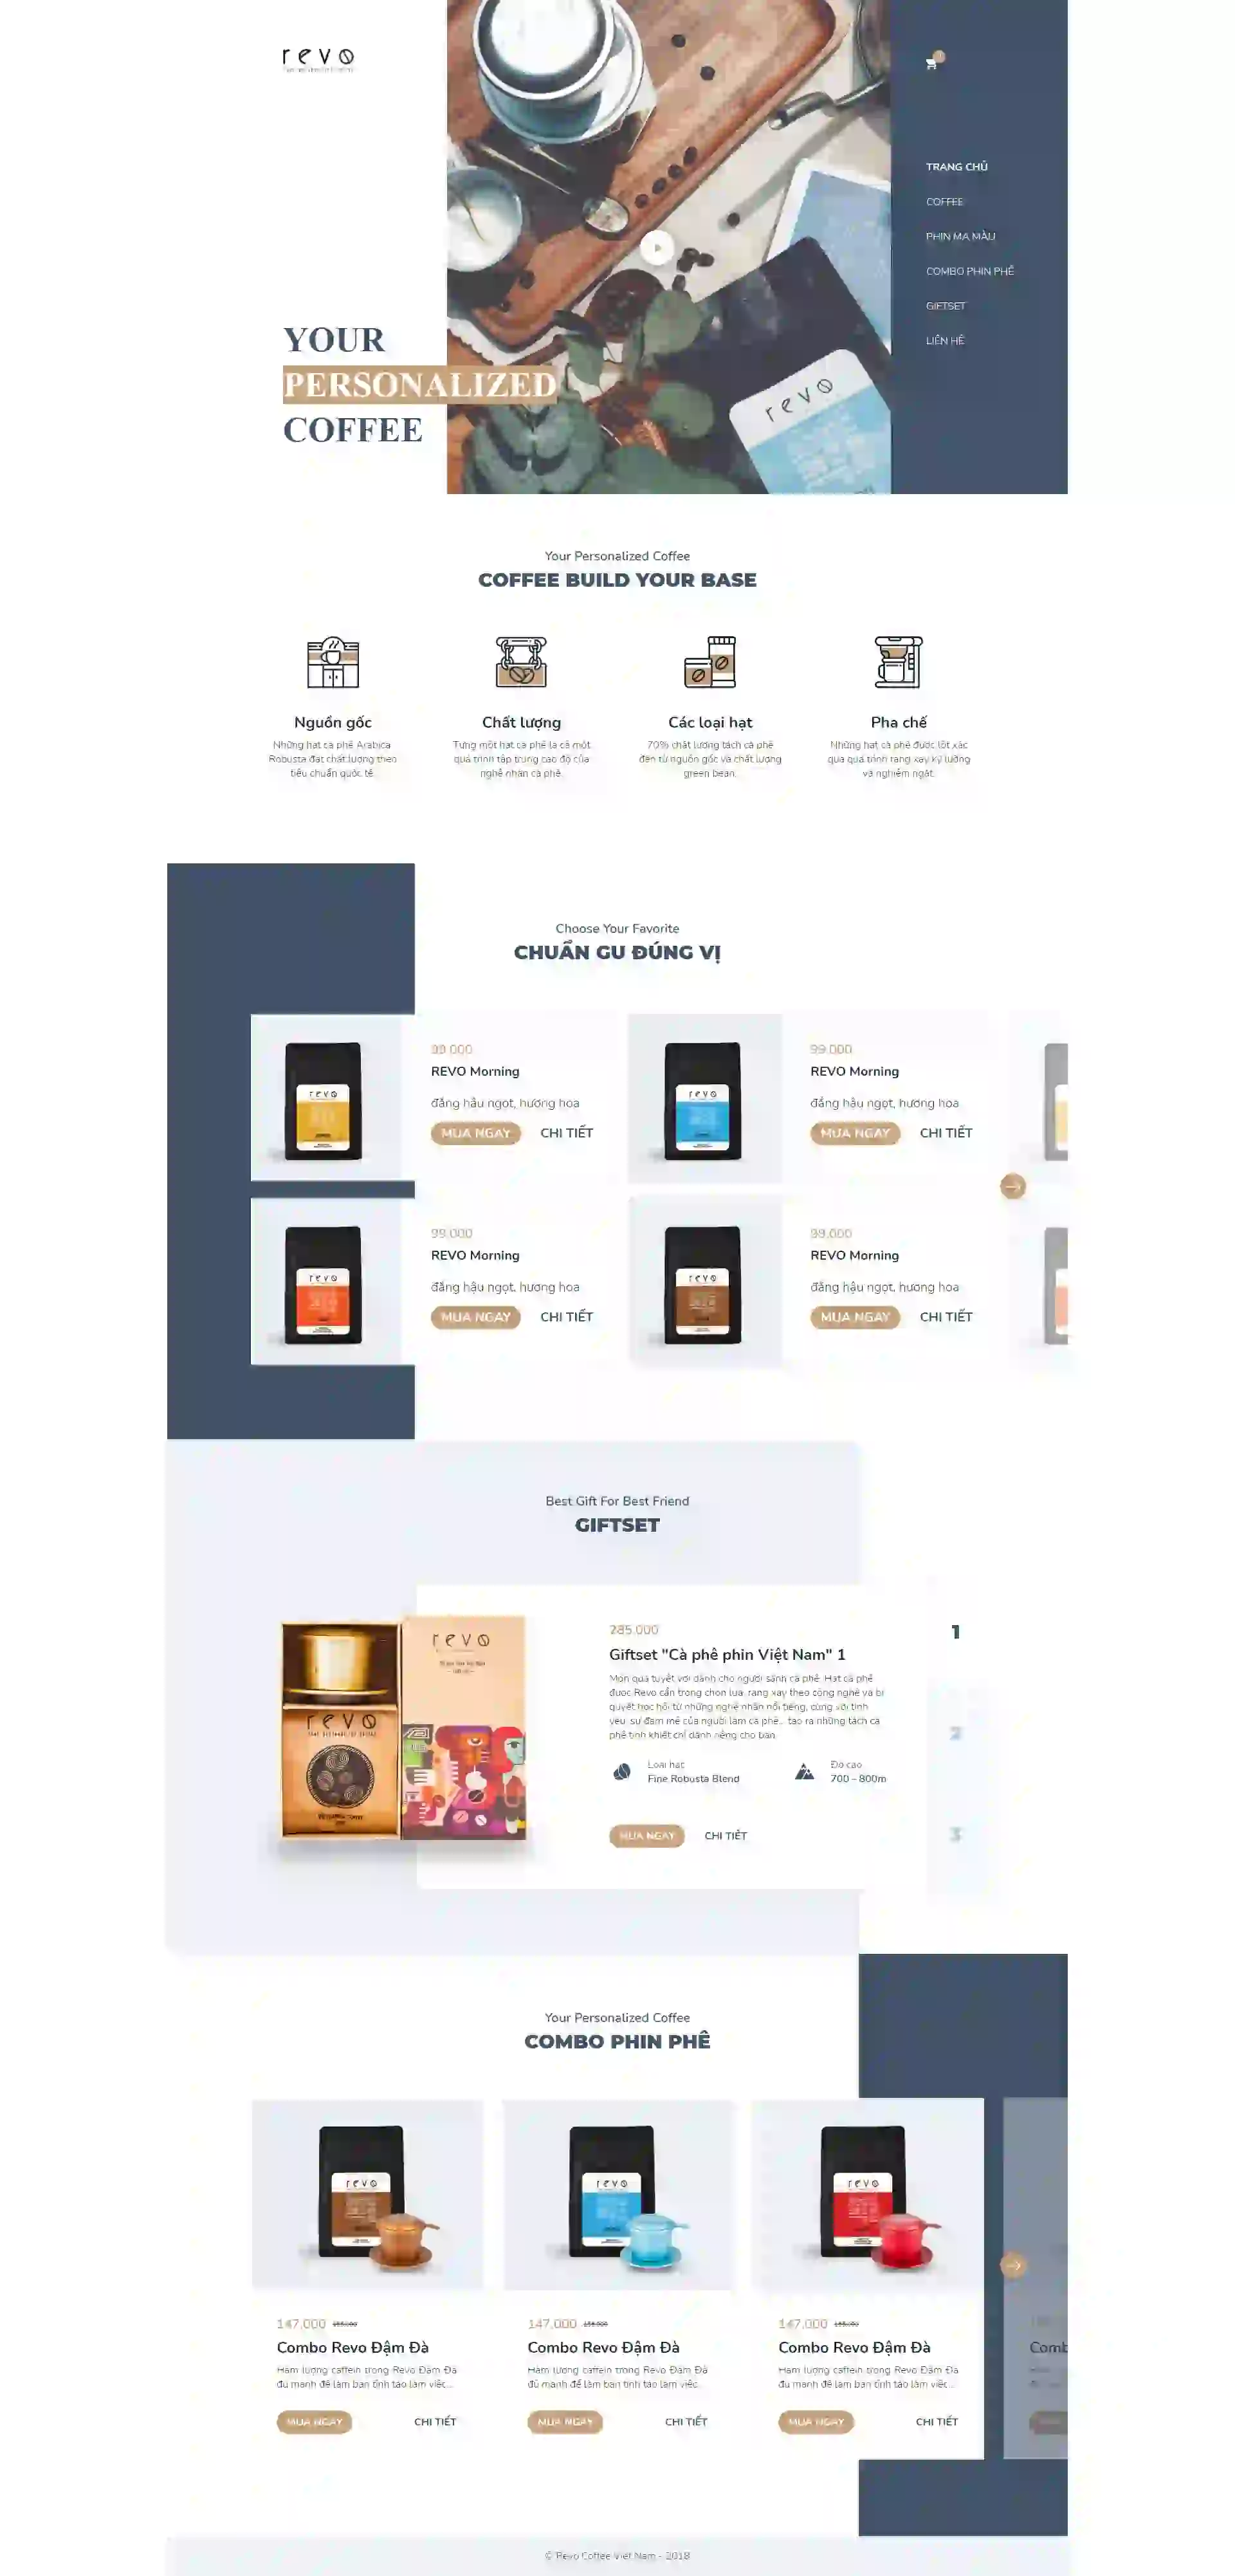 revo
TRANG CHỦ
COFFEE
PHIN MA MÀU
COMBO PHIN PHÊ
GIFTSET
LIÊN HỆ
YOUR
PERSONALIZED
COFFEE
revo
Your Personalized Coffee
COFFEE BUILD YOUR BASE
Nguồn gốc
Những hạt cà phê Arabica
Robusta đạt chất lượng theo
tiêu chuẩn quốc tế.
Chất lượng
Từng một hạt cà phê là cả một
quá trình tập trung cao độ của
nghệ nhân cà phê.
Các loại hạt
70% chất lượng tách cà phê
đến từ nguồn gốc và chất lượng
green bean.
Pha chế
Những hạt cà phê được lột xác
qua quá trình rang xay kỹ lưỡng
và nghiêm ngặt.
Choose Your Favorite
CHUẨN GU ĐÚNG VỊ
revo
99.000
REVO Morning
đắng hậu ngọt, hương hoa
MUA NGAY CHI TIẾT
revo
99.000
REVO Morning
đắng hậu ngọt, hương hoa
MUA NGAY CHI TIẾT
revo
99.000
REVO Morning
đắng hậu ngọt, hương hoa
MUA NGAY CHI TIẾT
revo
99.000
REVO Morning
đắng hậu ngọt, hương hoa
MUA NGAY CHI TIẾT
Best Gift For Best Friend
GIFTSET
revo
revo
285.000
Giftset "Cà phê phin Việt Nam" 1
Món quà tuyệt vời dành cho người sành cà phê. Hạt cà phê
được Revo cẩn trọng chọn lựa, rang xay theo công nghệ và bí
quyết học hỏi từ những nghệ nhân nổi tiếng, cùng với tình
yêu, sự đam mê của người làm cà phê... tạo ra những tách cà
phê tinh khiết chỉ dành riêng cho bạn.
Loại hạt
Fine Robusta Blend
Độ cao
700 - 800m
MUA NGAY CHI TIẾT
1
2
3
Your Personalized Coffee
COMBO PHIN PHÊ
revo
147.000
Combo Revo Đậm Đà
Hàm lượng caffein trong Revo Đậm Đà
đủ mạnh để làm bạn tỉnh táo làm việc...
MUA NGAY CHI TIẾT
revo
147.000
Combo Revo Đậm Đà
Hàm lượng caffein trong Revo Đậm Đà
đủ mạnh để làm bạn tỉnh táo làm việc...
MUA NGAY CHI TIẾT
revo
147.000
Combo Revo Đậm Đà
Hàm lượng caffein trong Revo Đậm Đà
đủ mạnh để làm bạn tỉnh táo làm việc...
MUA NGAY CHI TIẾT
Comb
© Revo Coffee Việt Nam - 2018